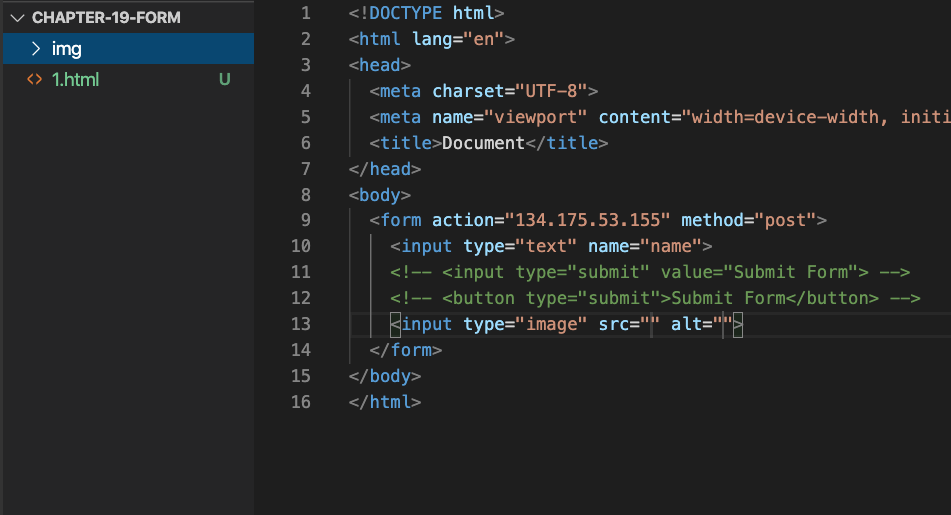 CHAPTER-19-FORM
img
1.html U
1 <!DOCTYPE html>
2 <html lang="en">
3 <head>
4 <meta charset="UTF-8">
5 <meta name="viewport" content="width=device-width, initi
6 <title>Document</title>
7 </head>
8 <body>
9 <form action="134.175.53.155" method="post">
10 <input type="text" name="name">
11 <!-- <input type="submit" value="Submit Form"> -->
12 <!-- <button type="submit">Submit Form</button> -->
13 <input type="image" src="" alt="">
14 </form>
15 </body>
16 </html>